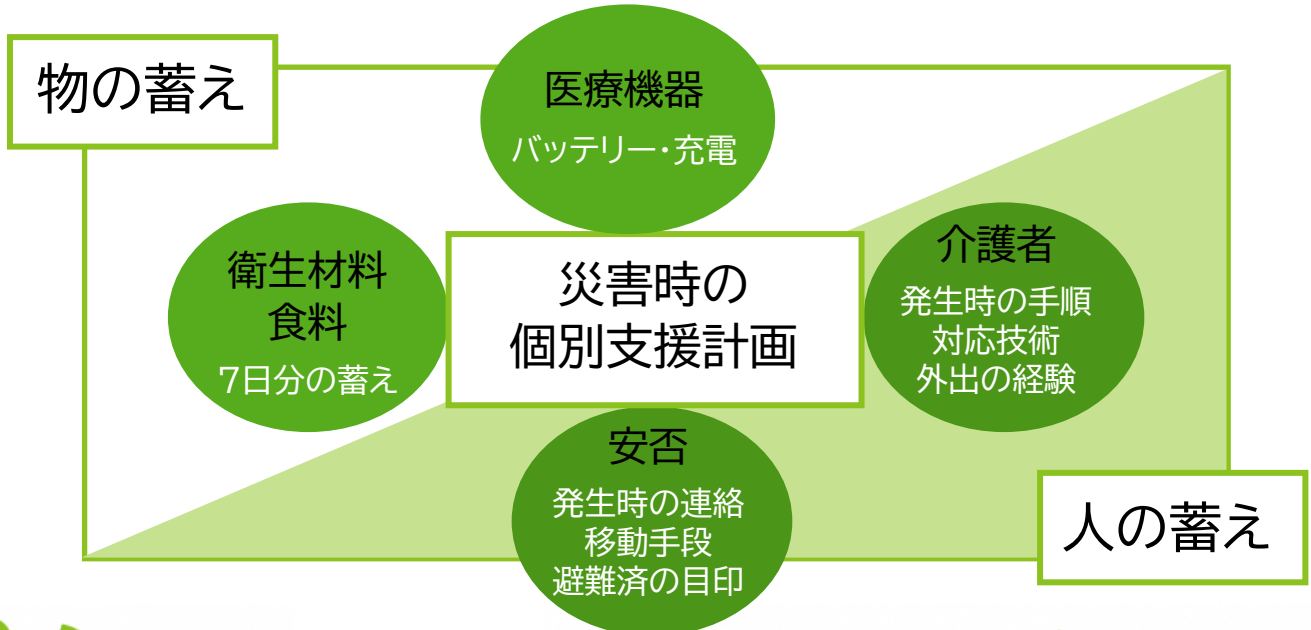 物の蓄え
医療機器
バッテリー・充電
衛生材料
食料
7日分の蓄え
災害時の
個別支援計画
介護者
発生時の手順
対応技術
外出の経験
安否
発生時の連絡
移動手段
避難済の目印
人の蓄え